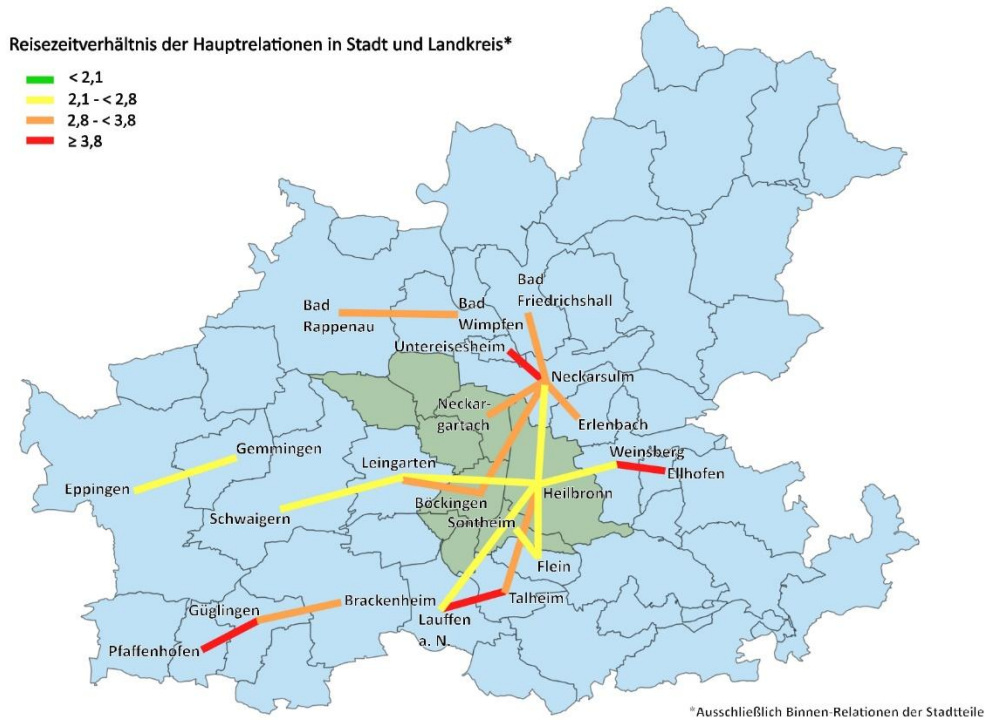 Reisezeitverhältnis der Hauptrelationen in Stadt und Landkreis*
< 2,1
2,1 - < 2,8
2,8 - < 3,8
≥ 3,8
Bad
Rappenau
Bad
Wimpfen
Bad
Friedrichshall
Untereisesheim
Neckarsulm
Neckar-
gartach
Erlenbach
Gemmingen
Eppingen
Leingarten
Weinsberg
Ellhofen
Schwaigern
Böckingen
Heilbronn
Sontheim
Flein
Güglingen
Brackenheim
Lauffen
a. N.
Talheim
Pfaffenhofen
*Ausschließlich Binnen-Relationen der Stadtteile